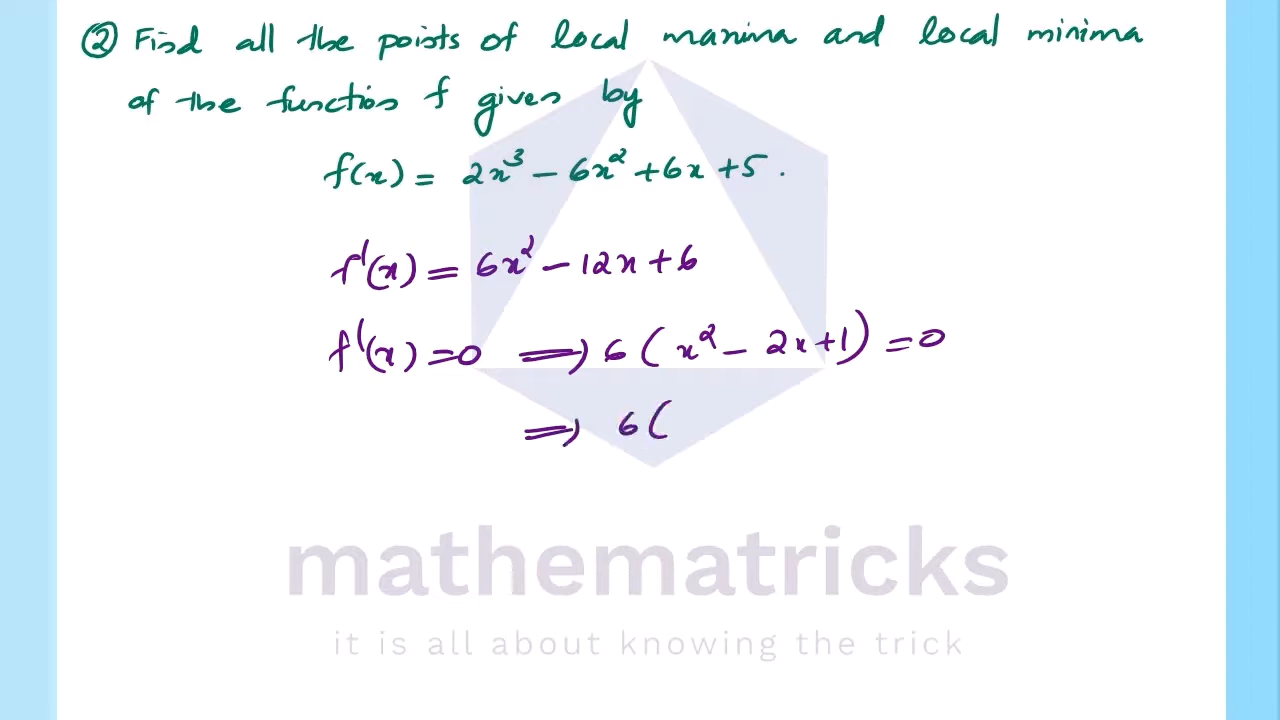 ② Find all the points of local maxima and local minima
of the function f given by
f(x) = 2x³ − 6x² + 6x + 5.
f'(x) = 6x² − 12x + 6
f'(x) = 0 ⟹ 6(x² − 2x + 1) = 0
⟹ 6(
mathematricks
it is all about knowing the trick